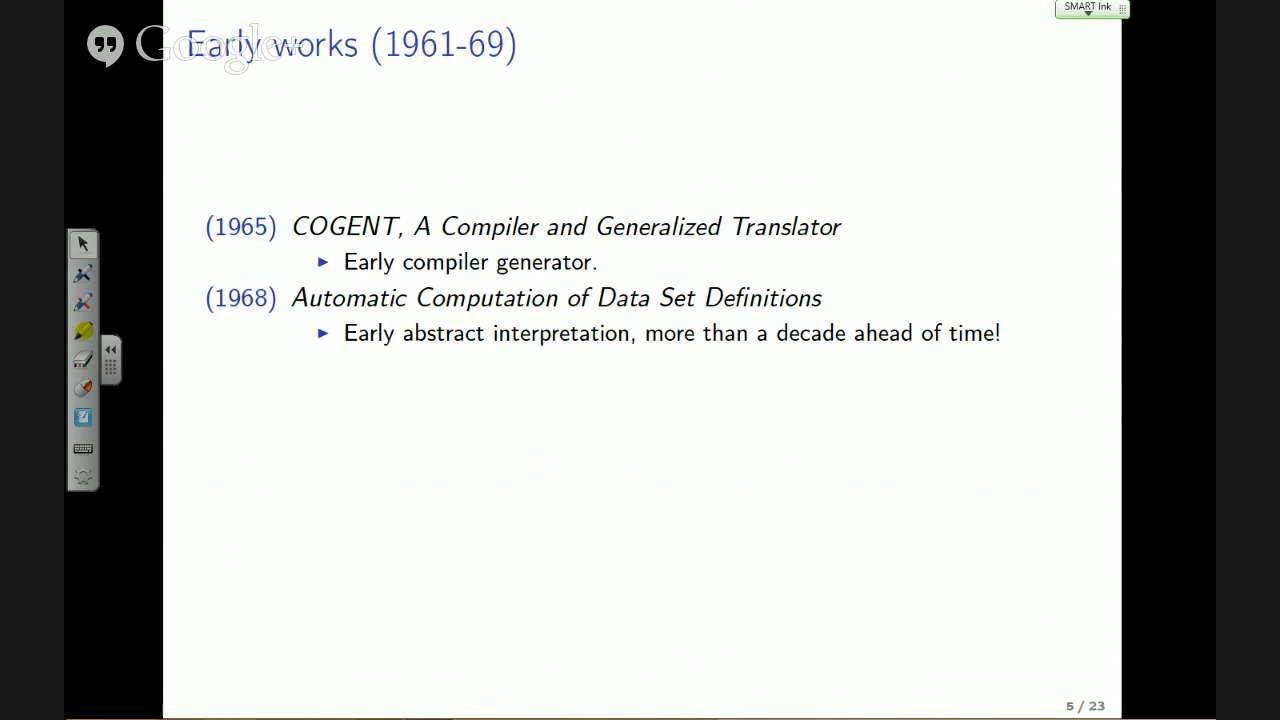 SMART Ink
Google+
Early works (1961-69)
(1965) COGENT, A Compiler and Generalized Translator
▶ Early compiler generator.
(1968) Automatic Computation of Data Set Definitions
▶ Early abstract interpretation, more than a decade ahead of time!
5 / 23